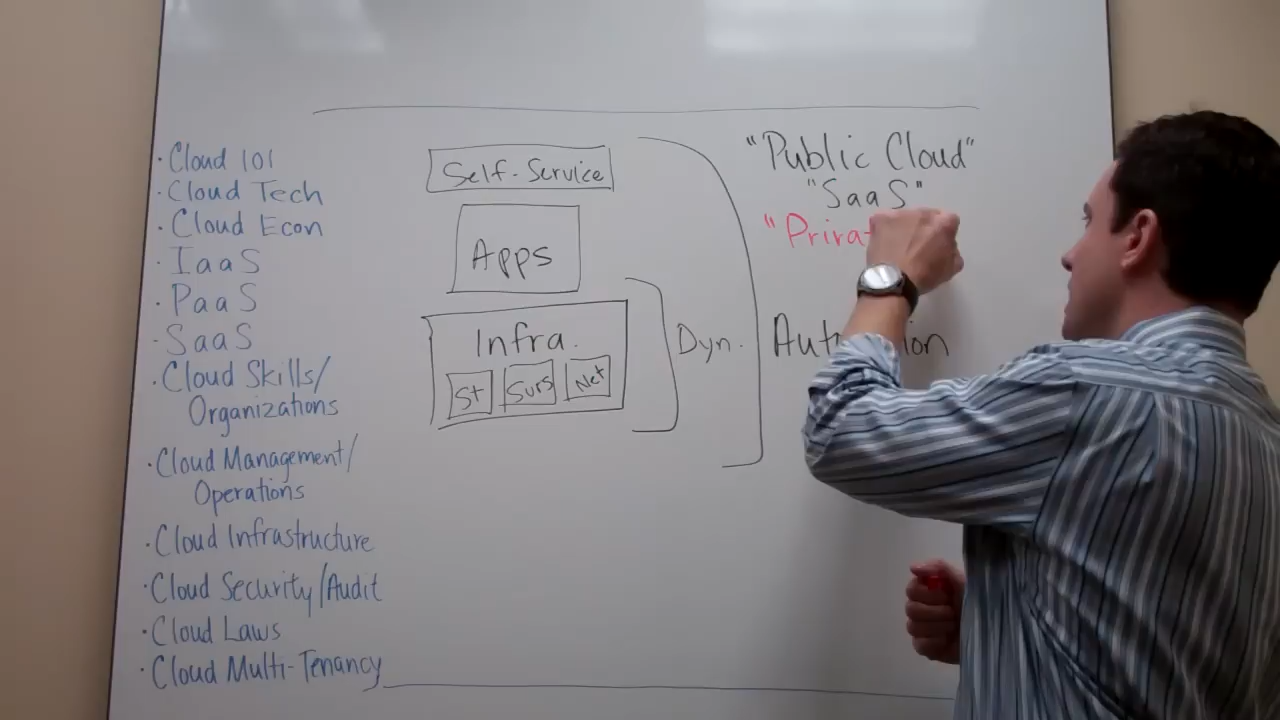 · Cloud 101
· Cloud Tech
· Cloud Econ
· IaaS
· PaaS
· SaaS
· Cloud Skills/
Organizations
· Cloud Management/
Operations
· Cloud Infrastructure
· Cloud Security/Audit
· Cloud Laws
· Cloud Multi-Tenancy
Self-Service
Apps
Infra.
St
Survs
Net
Dyn.
"Public Cloud"
"SaaS"